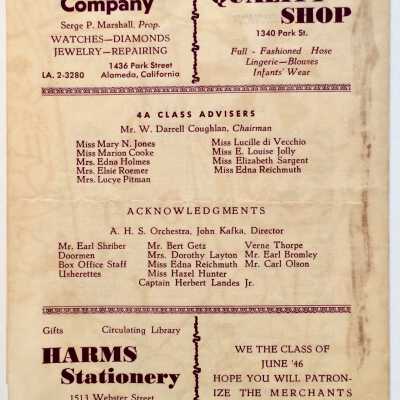 Company
Serge P. Marshall, Prop.
WATCHES—DIAMONDS
JEWELRY—REPAIRING
1436 Park Street
LA. 2-3280 Alameda, California
QUALITY
SHOP
1340 Park St.
Full - Fashioned Hose
Lingerie—Blouses
Infants' Wear
4A CLASS ADVISERS
Mr. W. Darrell Coughlan, Chairman
Miss Mary N. Jones
Miss Marion Cooke
Mrs. Edna Holmes
Mrs. Elsie Roemer
Mrs. Lucye Pitman
Miss Lucille di Vecchio
Miss E. Louise Jolly
Miss Elizabeth Sargent
Miss Edna Reichmuth
ACKNOWLEDGMENTS
A. H. S. Orchestra, John Kafka, Director
Mr. Earl Shriber
Doormen
Box Office Staff
Usherettes
Mr. Bert Getz
Mrs. Dorothy Layton
Miss Edna Reichmuth
Miss Hazel Hunter
Verne Thorpe
Mr. Earl Bromley
Mr. Carl Olson
Captain Herbert Landes Jr.
Gifts Circulating Library
HARMS
Stationery
1513 Webster Street
WE THE CLASS OF
JUNE '46
HOPE YOU WILL PATRON-
IZE THE MERCHANTS